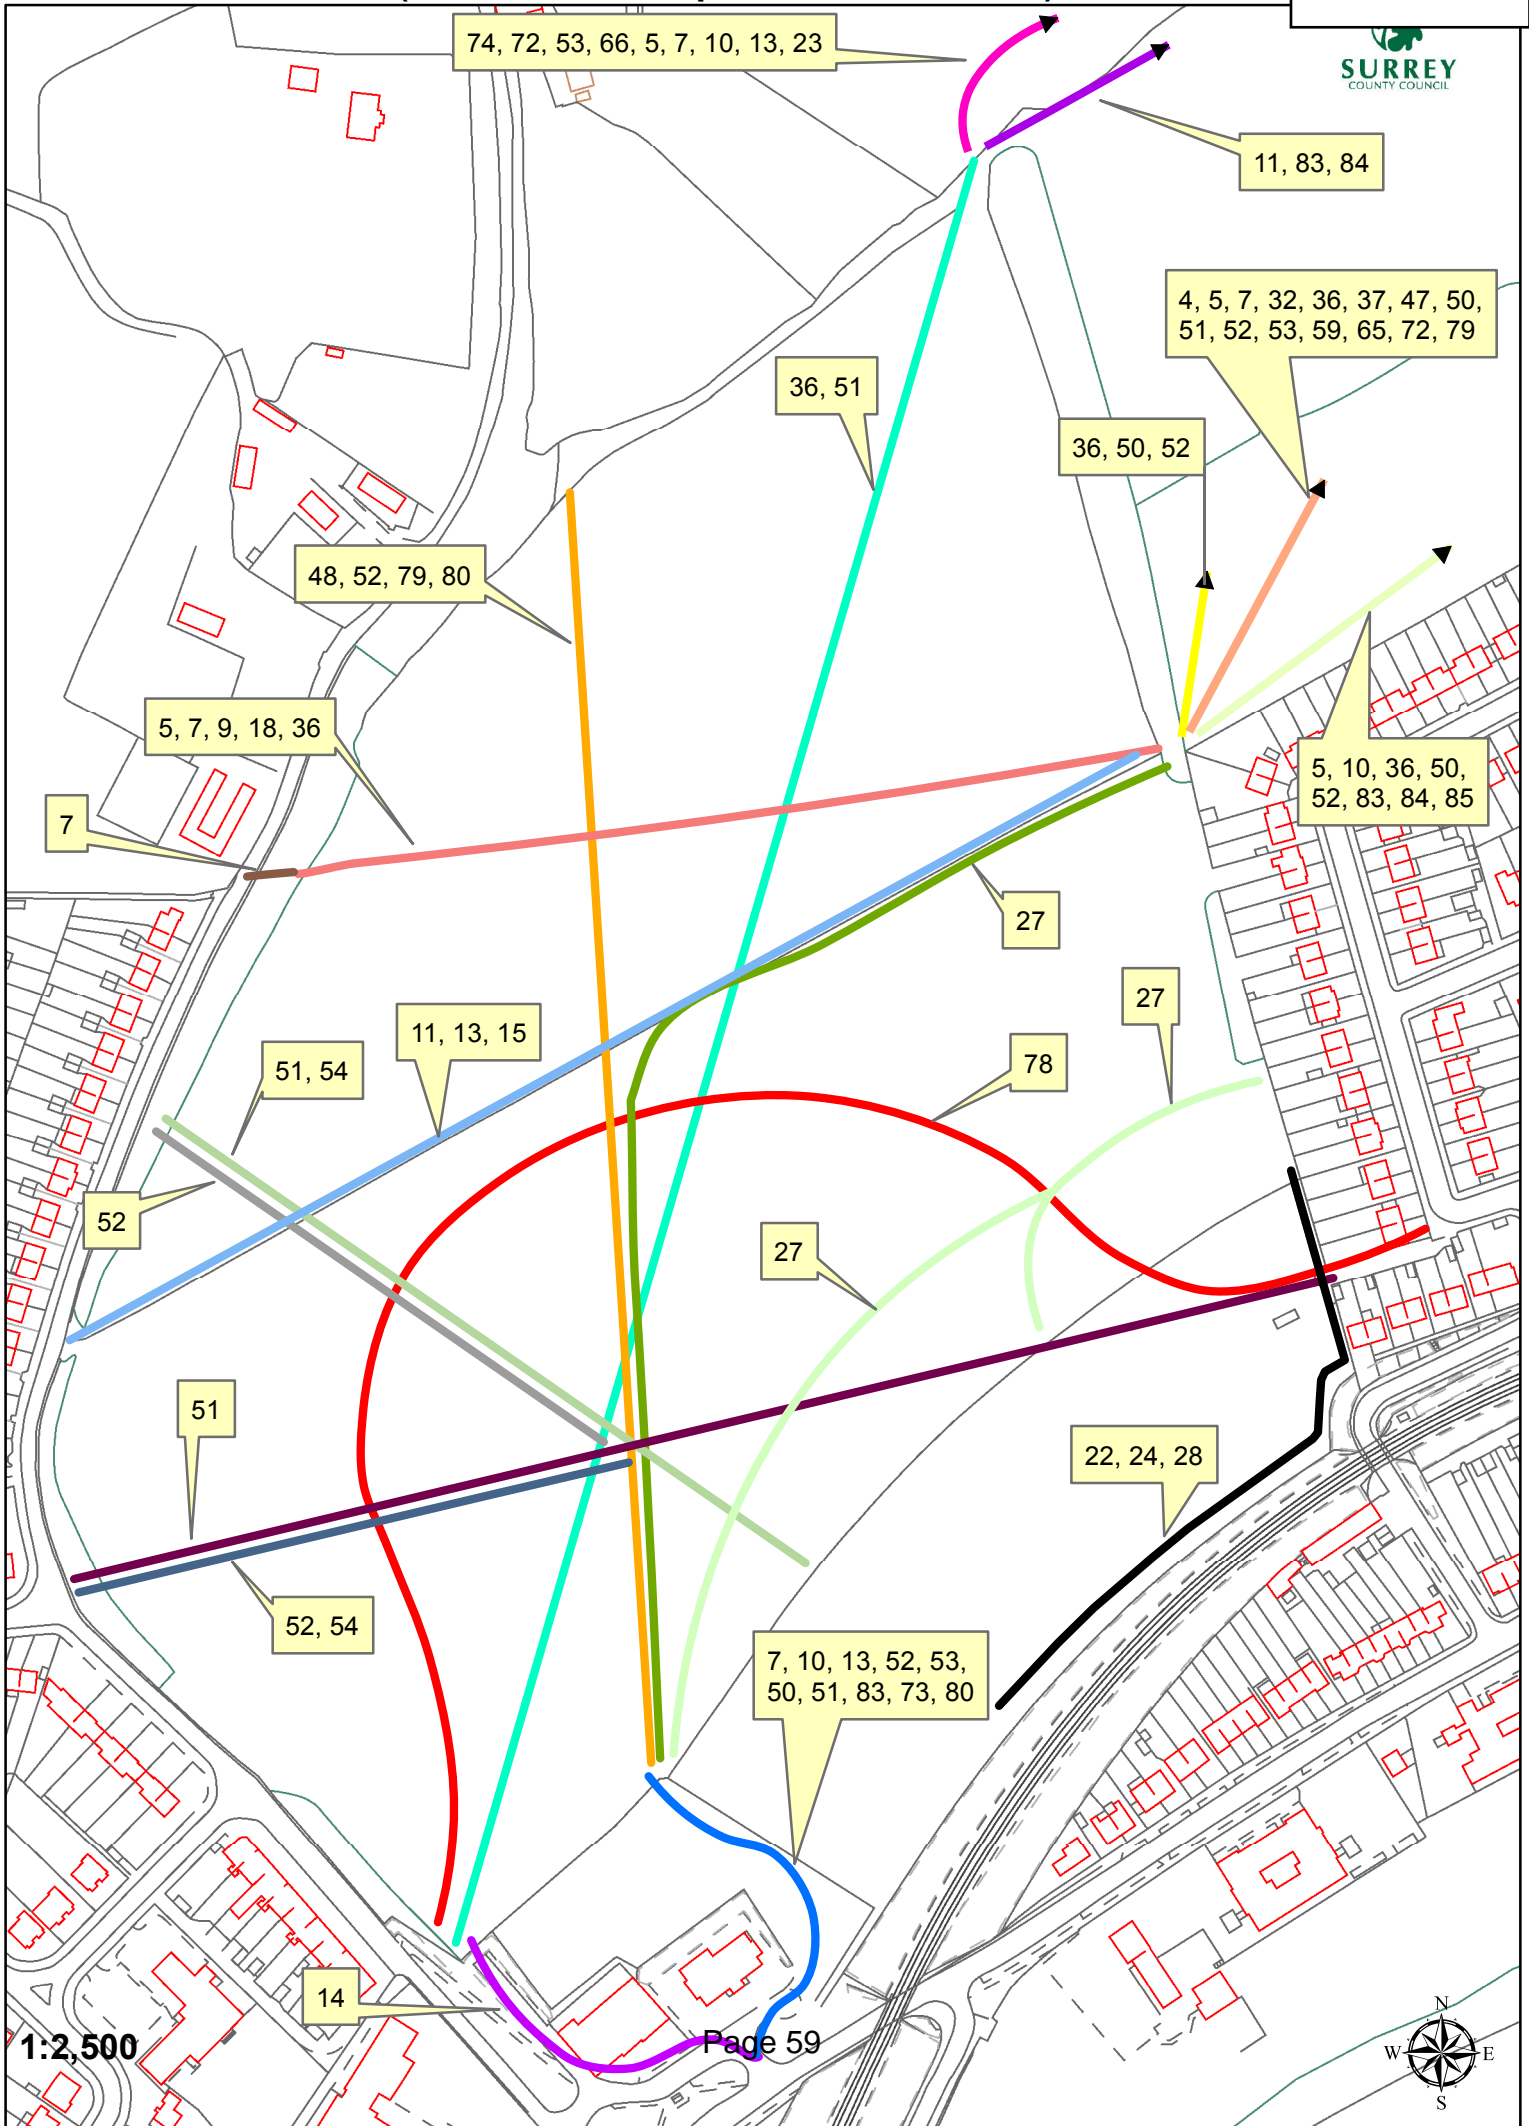 74, 72, 53, 66, 5, 7, 10, 13, 23
SURREY
COUNTY COUNCIL
11, 83, 84
4, 5, 7, 32, 36, 37, 47, 50,
51, 52, 53, 59, 65, 72, 79
36, 51
36, 50, 52
48, 52, 79, 80
5, 7, 9, 18, 36
5, 10, 36, 50,
52, 83, 84, 85
7
27
27
11, 13, 15
51, 54
78
52
27
51
22, 24, 28
52, 54
7, 10, 13, 52, 53,
50, 51, 83, 73, 80
14
N
1:2,500
Page 59
W
E
S